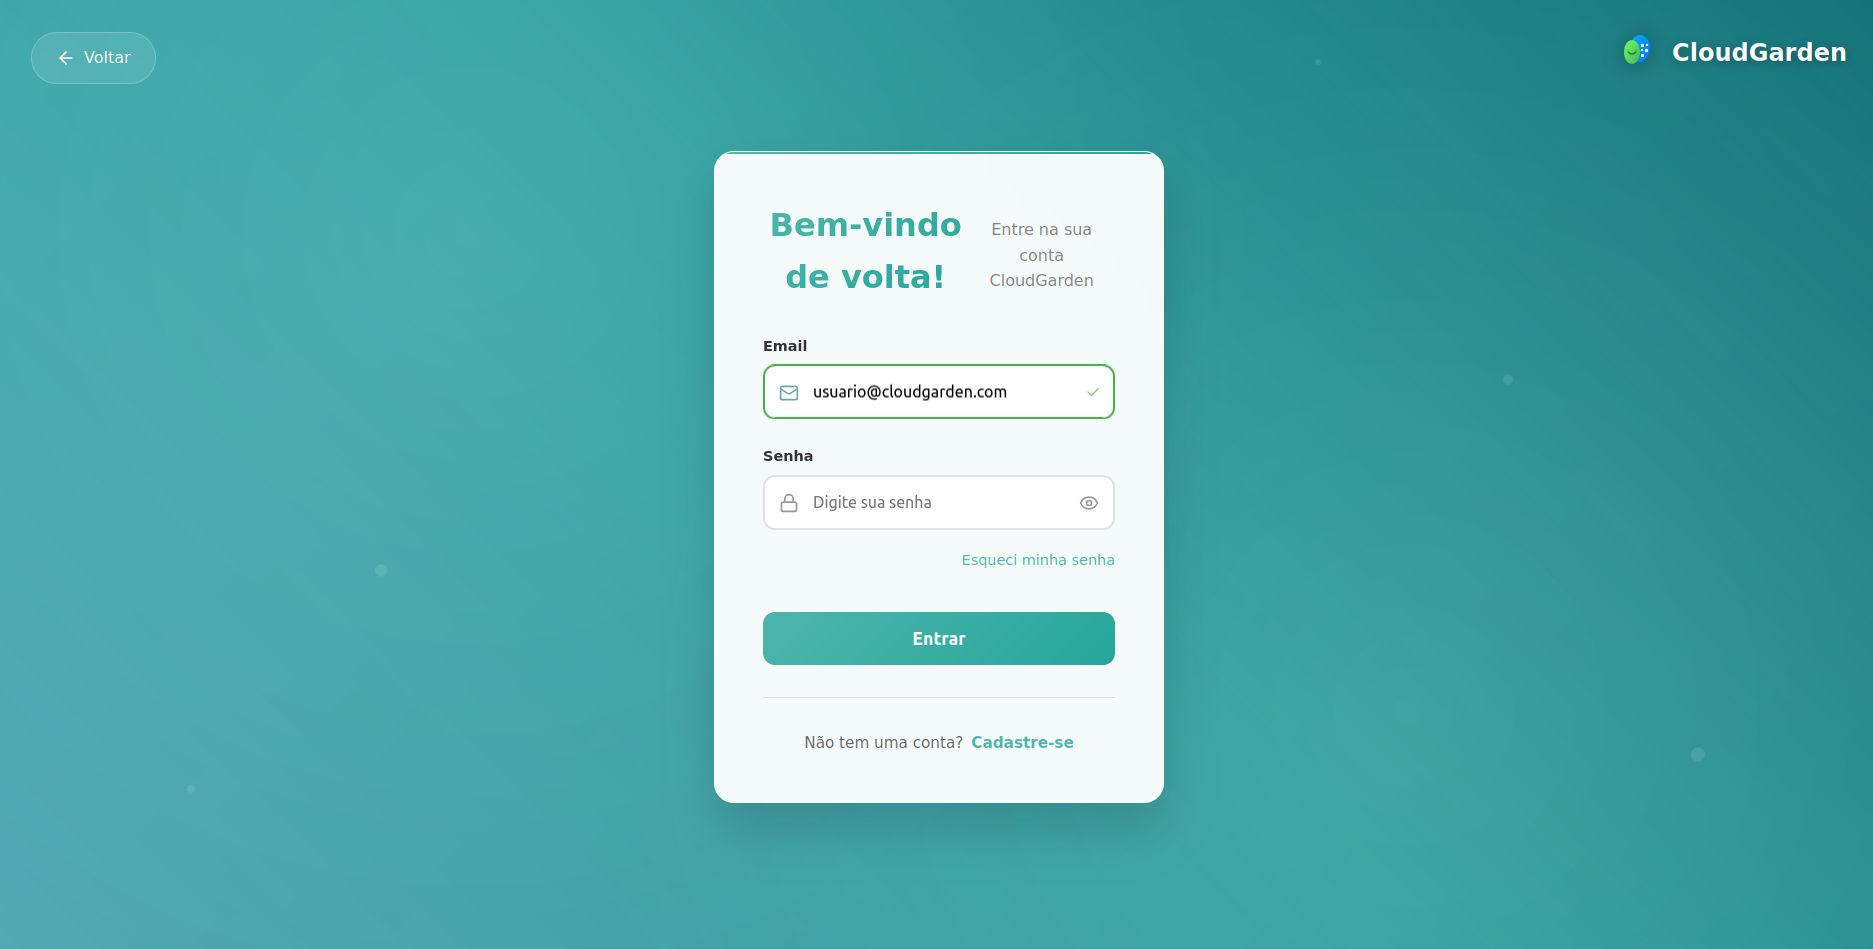 Voltar
CloudGarden
Bem-vindo
de volta!
Entre na sua
conta
CloudGarden
Email
usuario@cloudgarden.com
Senha
Digite sua senha
Esqueci minha senha
Entrar
Não tem uma conta? Cadastre-se